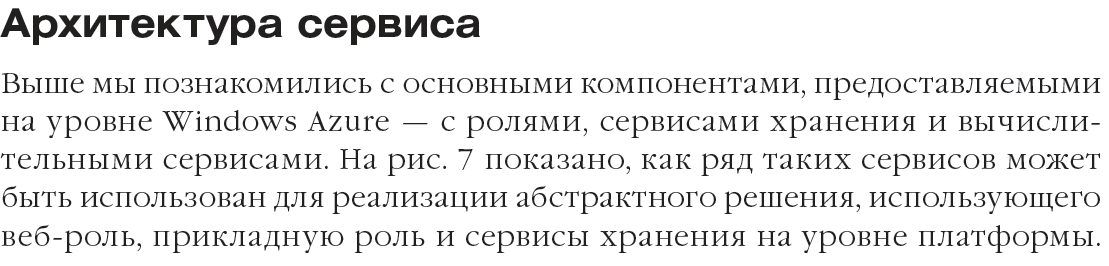 Архитектура сервиса
Выше мы познакомились с основными компонентами, предоставляемыми
на уровне Windows Azure — с ролями, сервисами хранения и вычисли-
тельными сервисами. На рис. 7 показано, как ряд таких сервисов может
быть использован для реализации абстрактного решения, использующего
веб-роль, прикладную роль и сервисы хранения на уровне платформы.